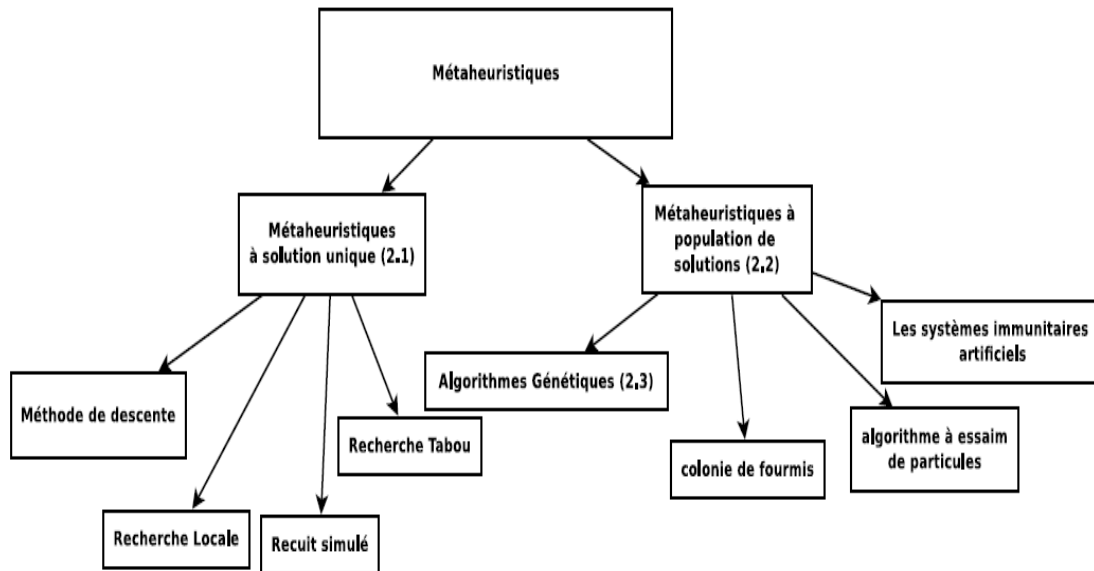 Métaheuristiques
Métaheuristiques
à solution unique (2.1)
Métaheuristiques à
population de
solutions (2.2)
Les systèmes immunitaires
artificiels
Algorithmes Génétiques (2.3)
Méthode de descente
Recherche Tabou
algorithme à essaim
de particules
colonie de fourmis
Recherche Locale
Recuit simulé